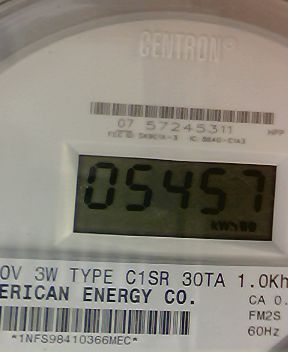 CENTRON®
07 57245311
HPP
05457
0V 3W TYPE C1SR 30TA 1.0Kh
ERICAN ENERGY CO.
CA 0.
FM2S
60Hz
*1NFS98410366MEC*